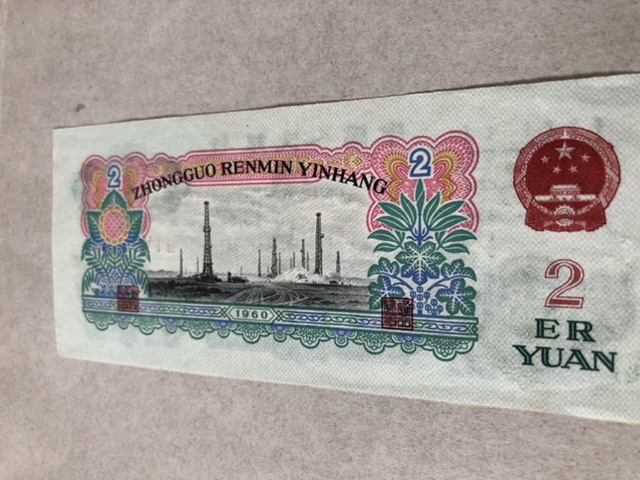 2
ZHONGGUO RENMIN YINHANG
2
1960
2
ER
YUAN